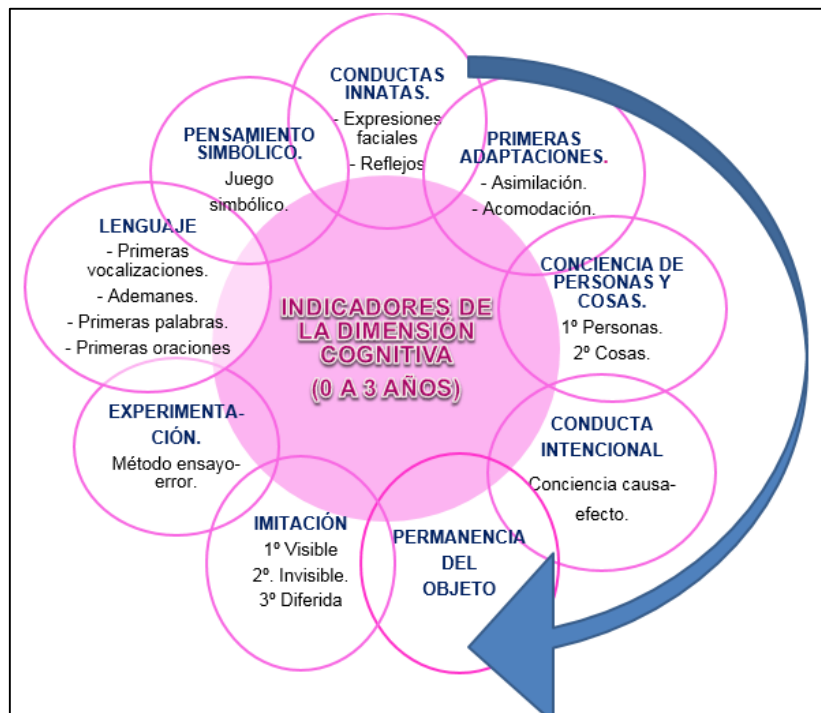 CONDUCTAS
INNATAS.
- Expresiones
faciales
- Reflejos
PRIMERAS
ADAPTACIONES.
- Asimilación.
- Acomodación.
CONCIENCIA DE
PERSONAS Y
COSAS.
1º Personas.
2º Cosas.
CONDUCTA
INTENCIONAL
Conciencia causa-
efecto.
PERMANENCIA
DEL
OBJETO
IMITACIÓN
1º Visible
2º. Invisible.
3º Diferida
EXPERIMENTA-
CIÓN.
Método ensayo-
error.
LENGUAJE
- Primeras
vocalizaciones.
- Ademanes.
- Primeras palabras.
- Primeras oraciones
PENSAMIENTO
SIMBÓLICO.
Juego
simbólico.
INDICADORES DE
LA DIMENSIÓN
COGNITIVA
(0 A 3 AÑOS)